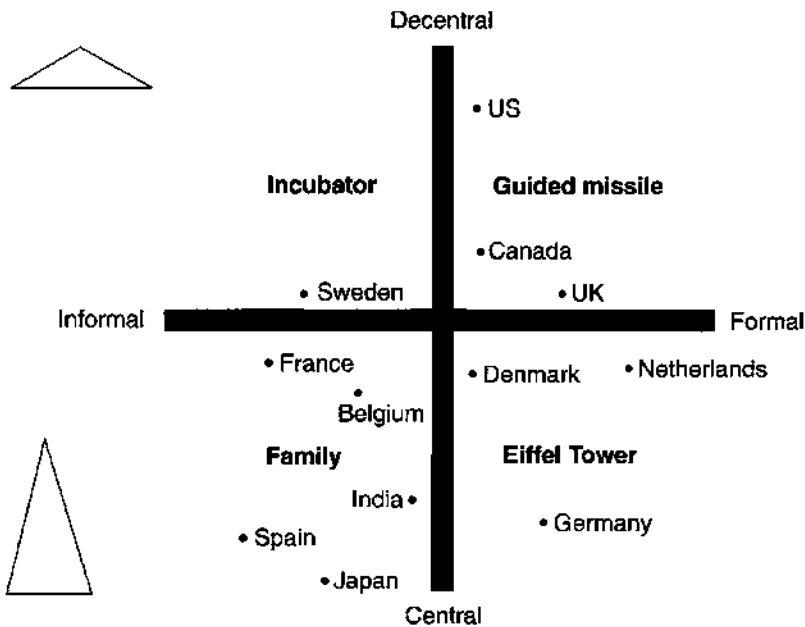 Decentral
US
Incubator
Guided missile
Canada
Sweden
UK
Informal
Formal
France
Denmark
Netherlands
Belgium
Family
Eiffel Tower
India
Germany
Spain
Japan
Central